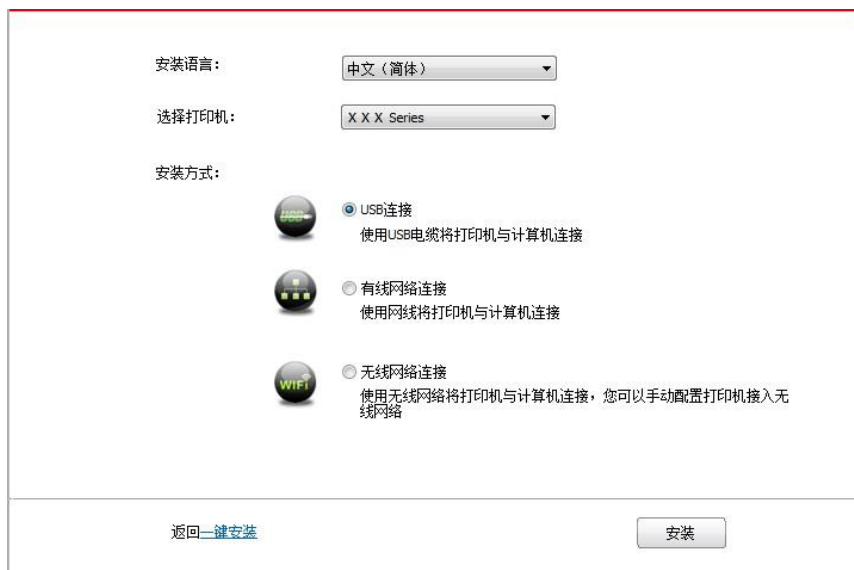 安装语言：
中文（简体）
选择打印机：
X X X Series
安装方式：
USB
USB连接
使用USB电缆将打印机与计算机连接
有线网络连接
使用网线将打印机与计算机连接
WiFi
无线网络连接
使用无线网络将打印机与计算机连接，您可以手动配置打印机接入无
线网络
返回一键安装
安装